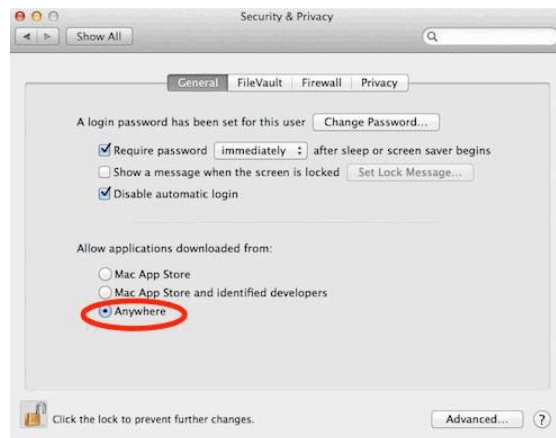 Security & Privacy
Show All
General FileVault Firewall Privacy
A login password has been set for this user Change Password...
Require password immediately after sleep or screen saver begins
Show a message when the screen is locked Set Lock Message...
Disable automatic login
Allow applications downloaded from:
Mac App Store
Mac App Store and identified developers
Anywhere
Click the lock to prevent further changes. Advanced... ?